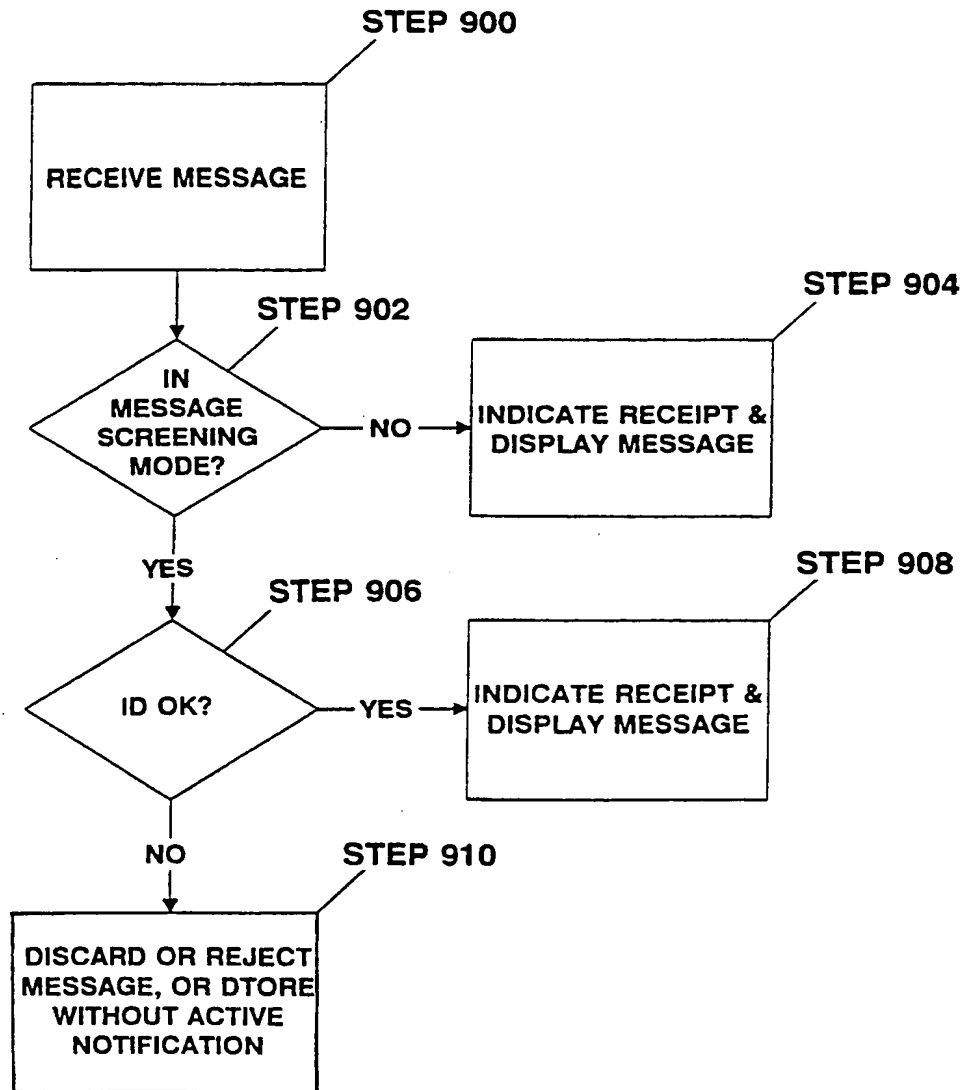 STEP 900
RECEIVE MESSAGE
STEP 902
IN
MESSAGE
SCREENING
MODE?
NO
STEP 904
INDICATE RECEIPT &
DISPLAY MESSAGE
YES
STEP 906
ID OK?
YES
STEP 908
INDICATE RECEIPT &
DISPLAY MESSAGE
NO
STEP 910
DISCARD OR REJECT
MESSAGE, OR DTORE
WITHOUT ACTIVE
NOTIFICATION